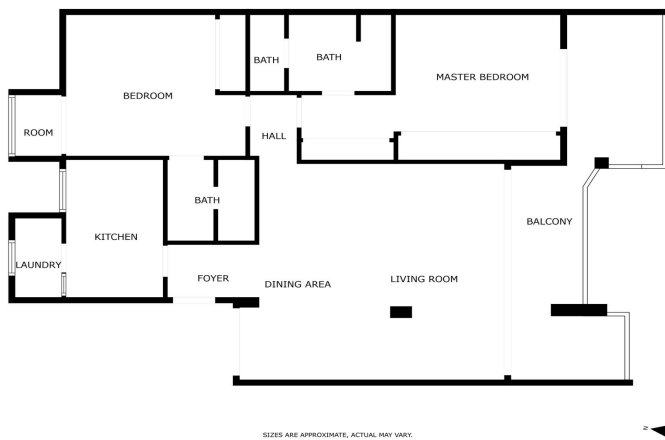 BATH
BATH
MASTER BEDROOM
BEDROOM
ROOM
HALL
BATH
BALCONY
KITCHEN
LAUNDRY
FOYER
DINING AREA
LIVING ROOM
SIZES ARE APPROXIMATE, ACTUAL MAY VARY.
N